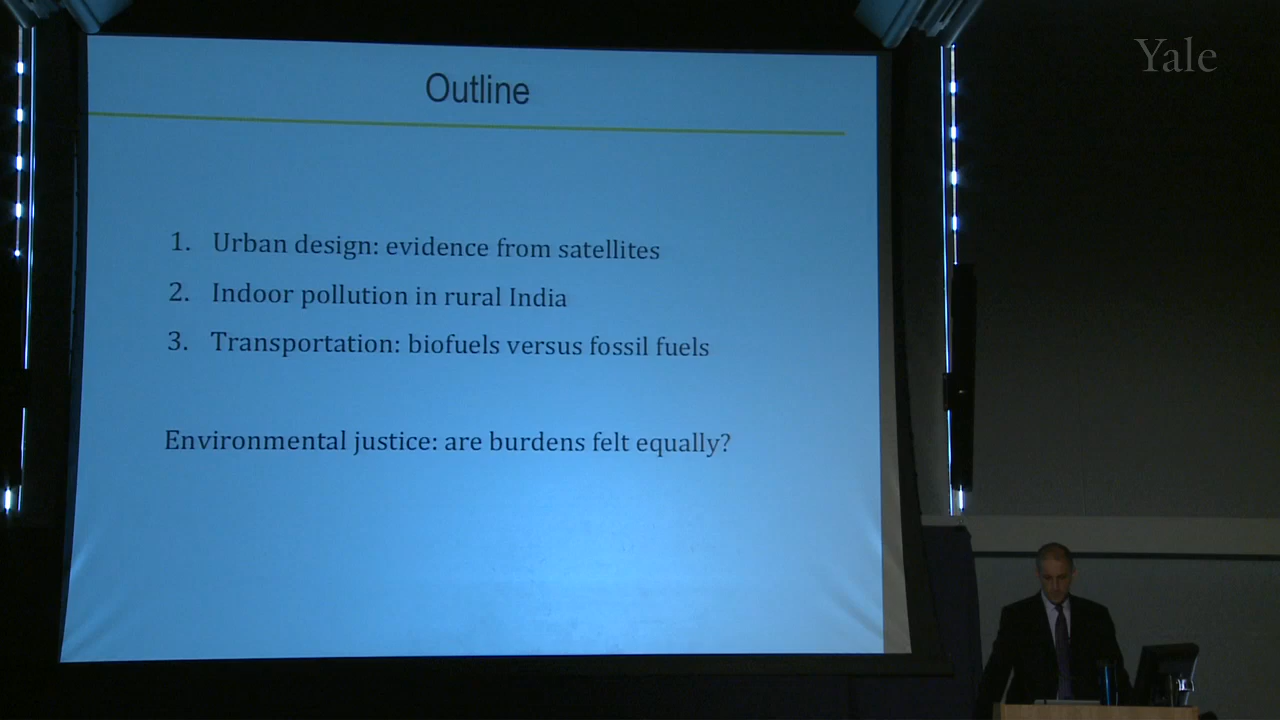 Yale
Outline
1. Urban design: evidence from satellites
2. Indoor pollution in rural India
3. Transportation: biofuels versus fossil fuels
Environmental justice: are burdens felt equally?